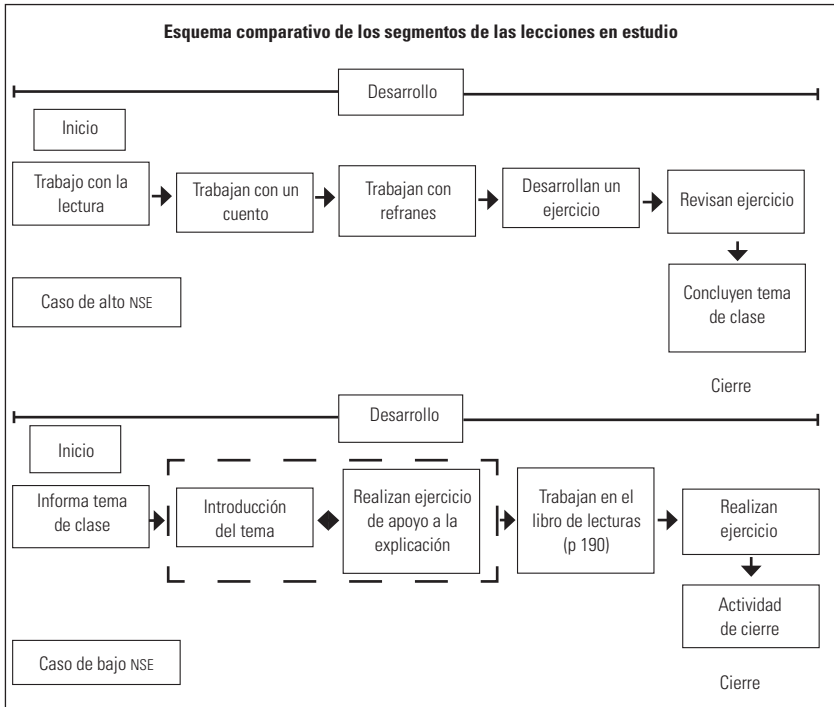 Esquema comparativo de los segmentos de las lecciones en estudio
Desarrollo
Inicio
Trabajo con la
lectura
Trabajan con un
cuento
Trabajan con
refranes
Desarrollan un
ejercicio
Revisan ejercicio
Caso de alto NSE
Concluyen tema
de clase
Cierre
Desarrollo
Inicio
Informa tema
de clase
Introducción
del tema
Realizan ejercicio
de apoyo a la
explicación
Trabajan en el
libro de lecturas
(p 190)
Realizan
ejercicio
Actividad
de cierre
Caso de bajo NSE
Cierre